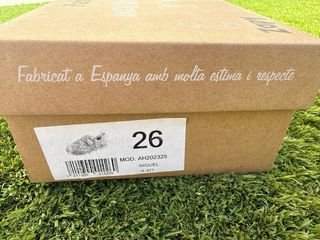 Fabricat a Espanya amb molta estima i respecte
26
MOD. AH202325
NIQUEL